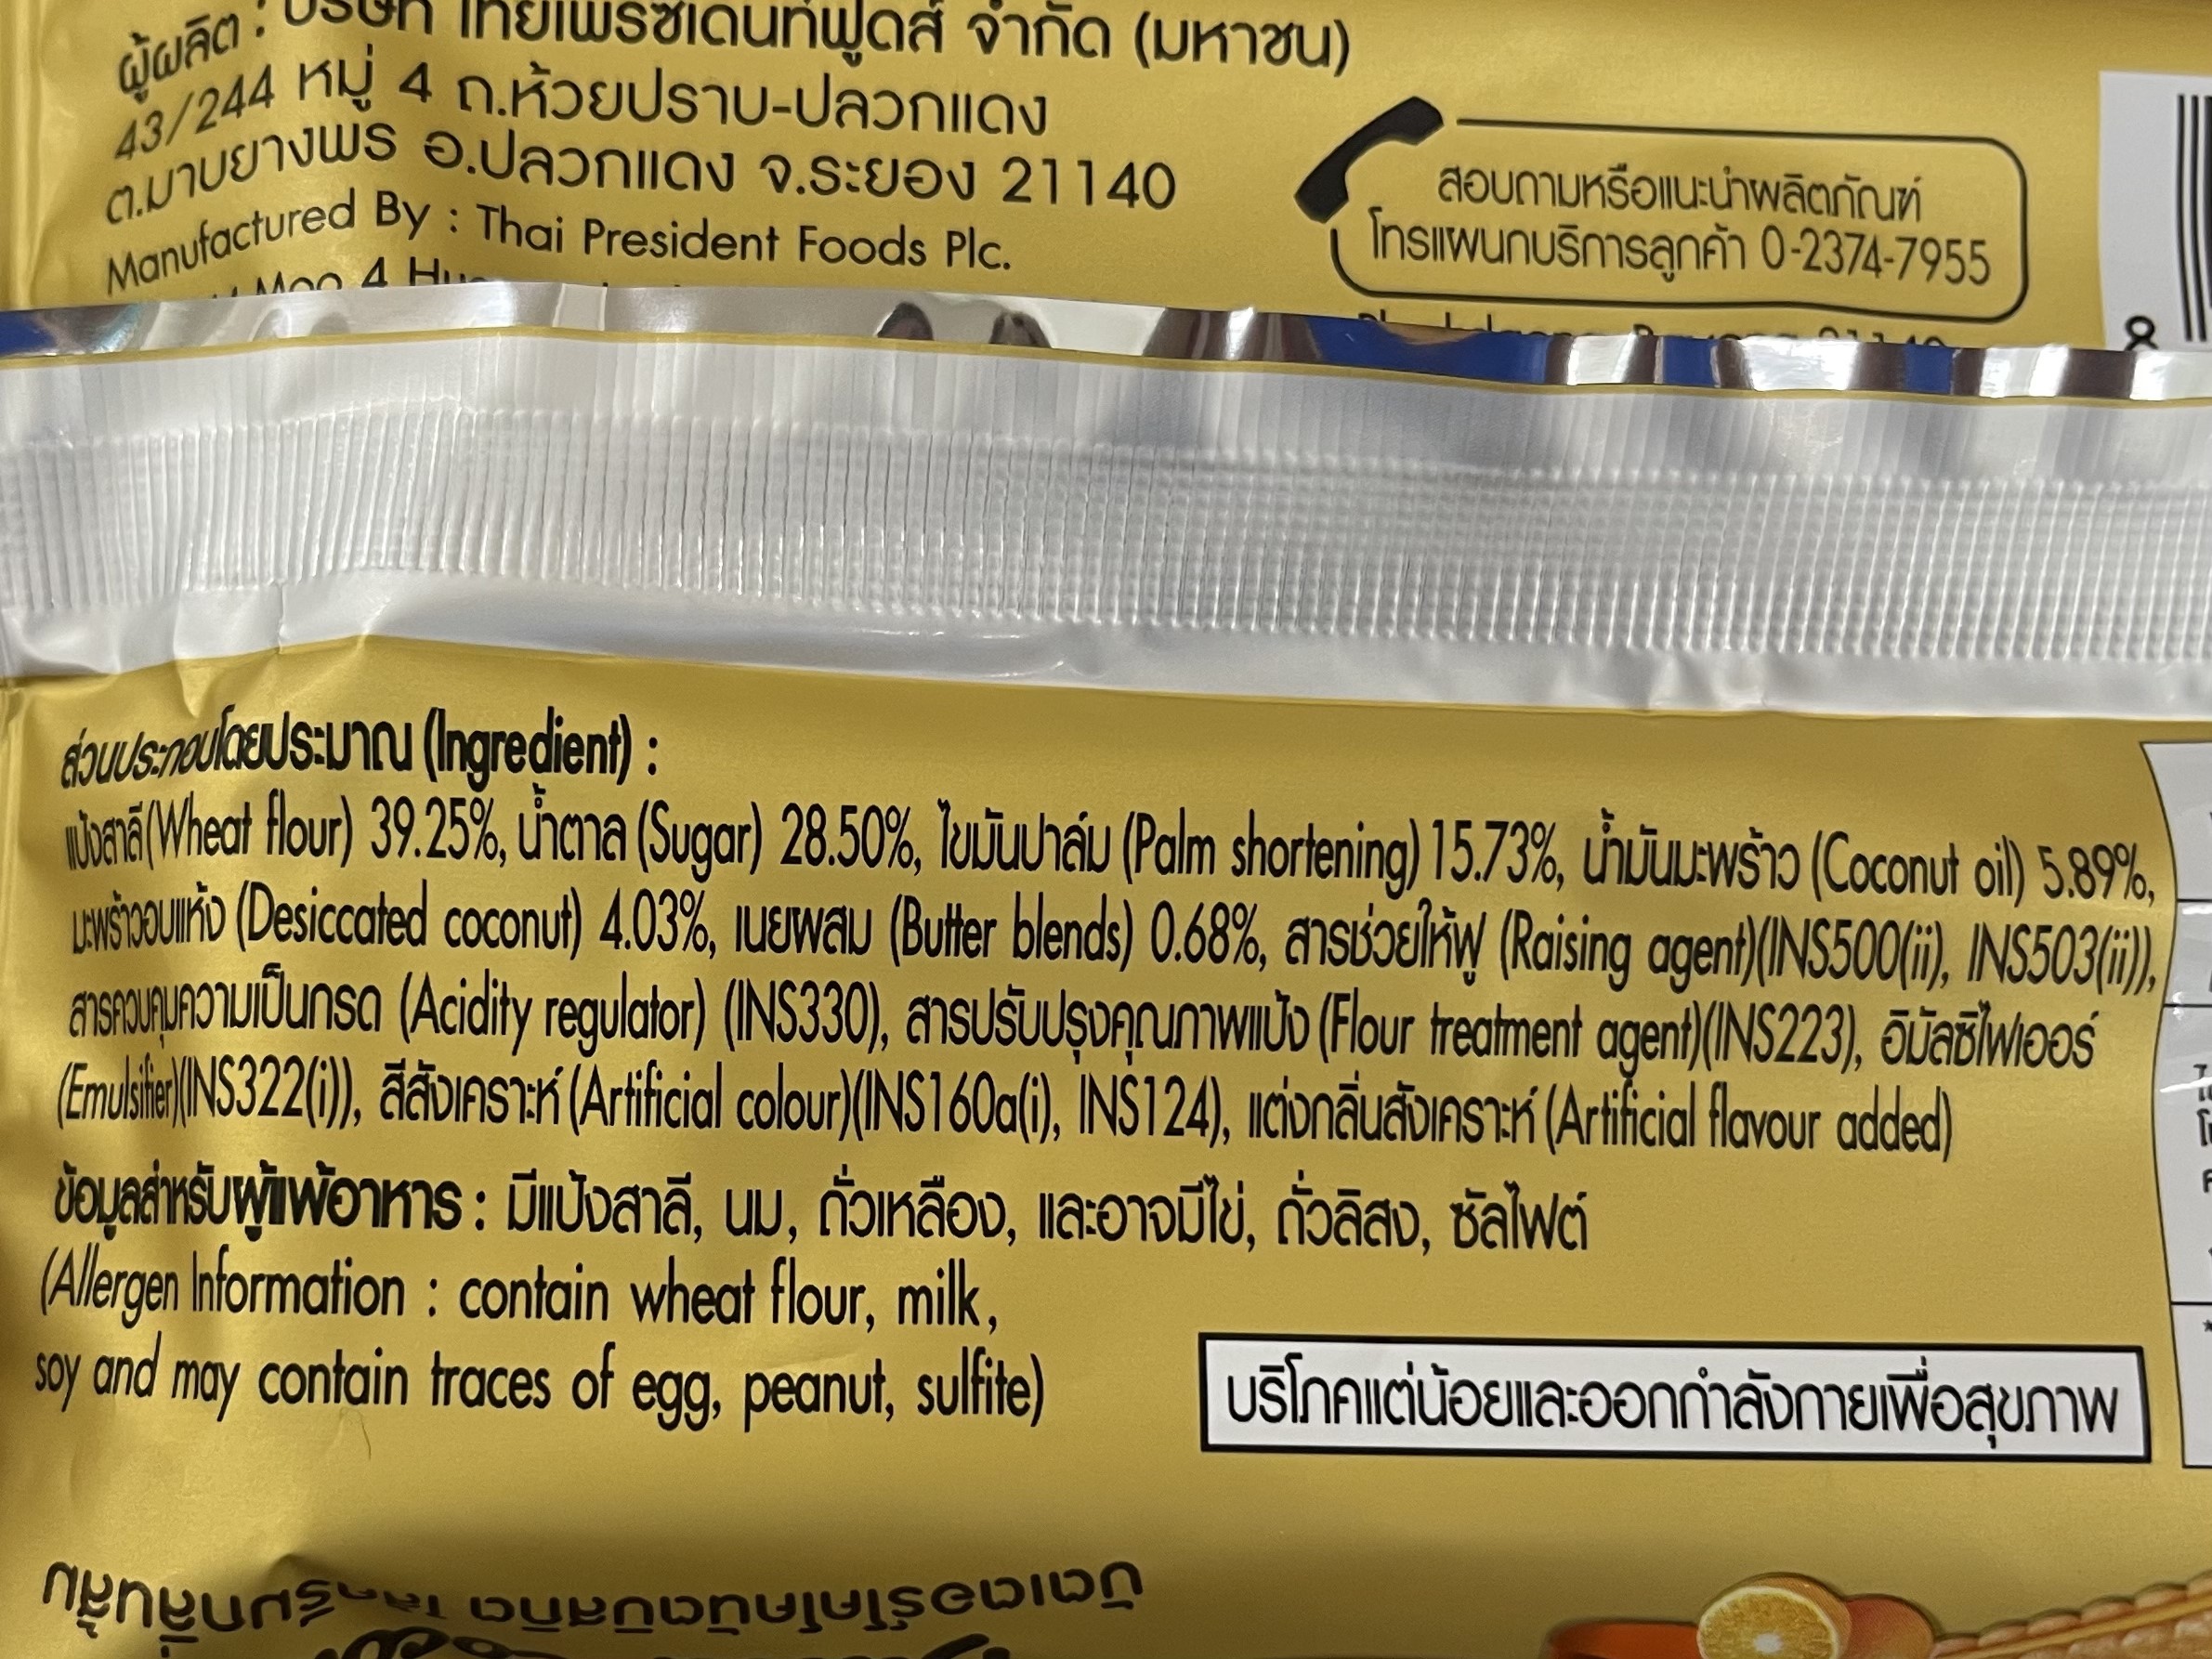 ผู้ผลิต : บริษัท ไทยเพรซิเดนท์ฟูดส์ จำกัด (มหาชน)
43/244 หมู่ 4 ถ.ห้วยปราบ-ปลวกแดง
ต.มาบยางพร อ.ปลวกแดง จ.ระยอง 21140
Manufactured By : Thai President Foods Plc.
Moo 4
สอบถามหรือแนะนำผลิตภัณฑ์
โทรแผนกบริการลูกค้า 0-2374-7955
21140
8
ส่วนประกอบโดยประมาณ (Ingredient) :
แป้งสาลี(Wheat flour) 39.25%, น้ำตาล (Sugar) 28.50%, ไขมันปาล์ม (Palm shortening) 15.73%, น้ำมันมะพร้าว (Coconut oil) 5.89%,
มะพร้าวอบแห้ง (Desiccated coconut) 4.03%, เนยผสม (Butter blends) 0.68%, สารช่วยให้ฟู (Raising agent)(INS500(ii), INS503(ii)),
สารควบคุมความเป็นกรด (Acidity regulator) (INS330), สารปรับปรุงคุณภาพแป้ง (Flour treatment agent)(INS223), อิมัลซิไฟเออร์
(Emulsifier)(INS322(i)), สีสังเคราะห์ (Artificial colour)(INS160a(i), INS124), แต่งกลิ่นสังเคราะห์ (Artificial flavour added)
ข้อมูลสำหรับผู้แพ้อาหาร : มีแป้งสาลี, นม, ถั่วเหลือง, และอาจมีไข่, ถั่วลิสง, ซัลไฟต์
(Allergen Information : contain wheat flour, milk,
soy and may contain traces of egg, peanut, sulfite)
บริโภคแต่น้อยและออกกำลังกายเพื่อสุขภาพ